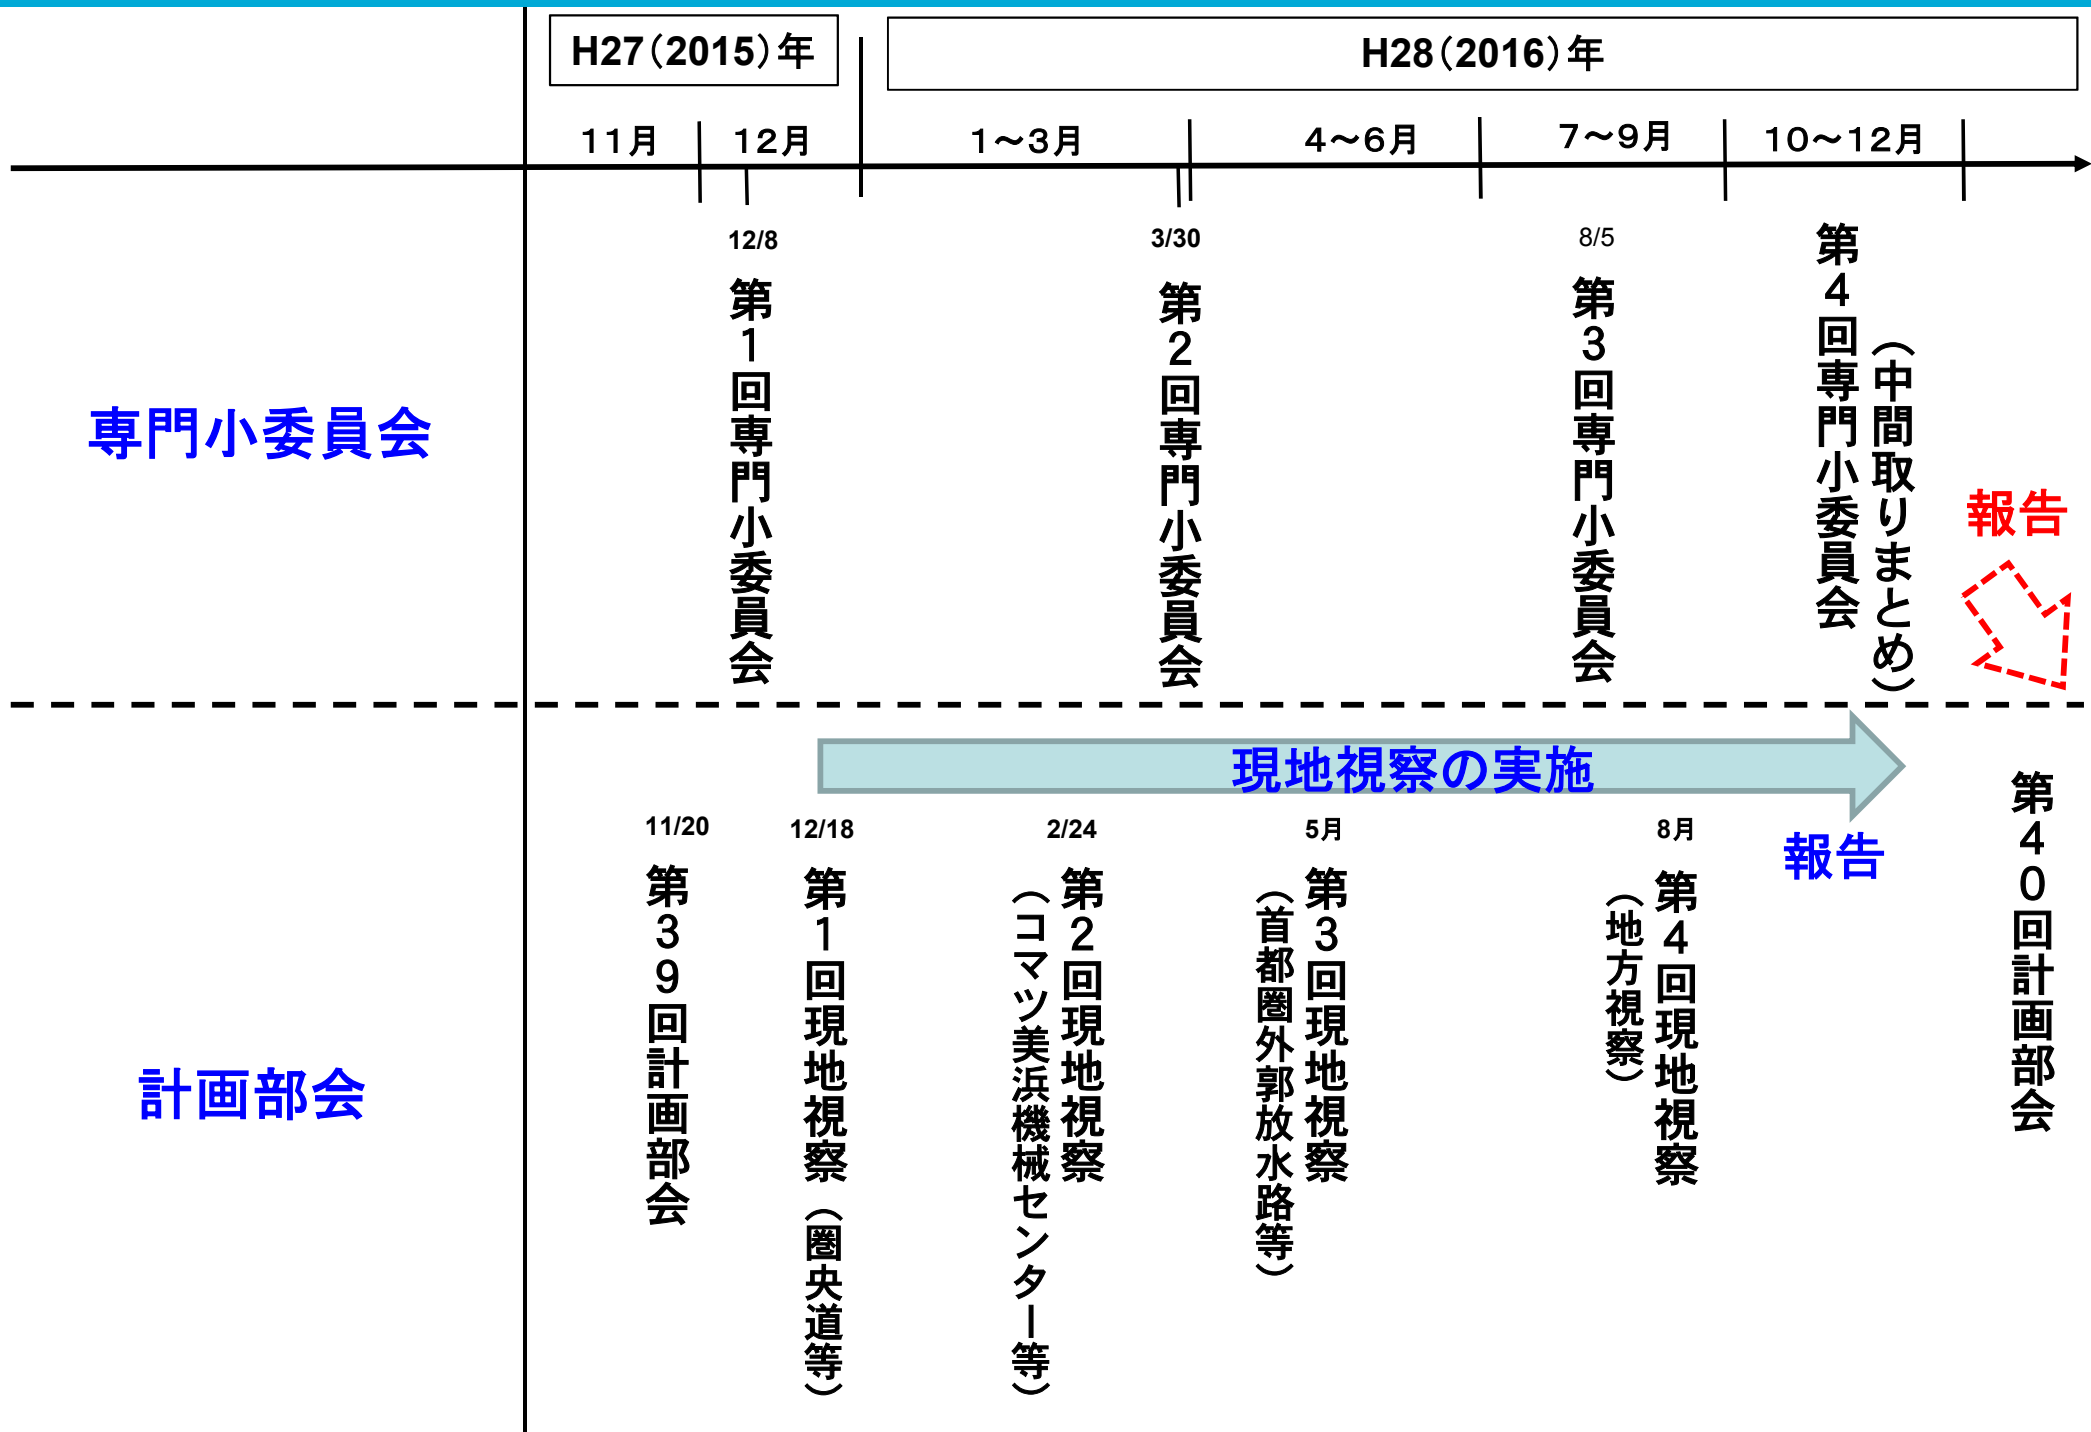 H27(2015)年
H28(2016)年
11月
12月
1~3月
4~6月
7~9月
10~12月
専門小委員会
12/8
第1回専門小委員会
3/30
第2回専門小委員会
8/5
第3回専門小委員会
第4回専門小委員会
(中間取りまとめ)
報告
現地視察の実施
報告
計画部会
11/20
第39回計画部会
12/18
第1回現地視察(圏央道等)
2/24
第2回現地視察
(コマツ美浜機械センター等)
5月
第3回現地視察
(首都圏外郭放水路等)
8月
第4回現地視察
(地方視察)
第40回計画部会